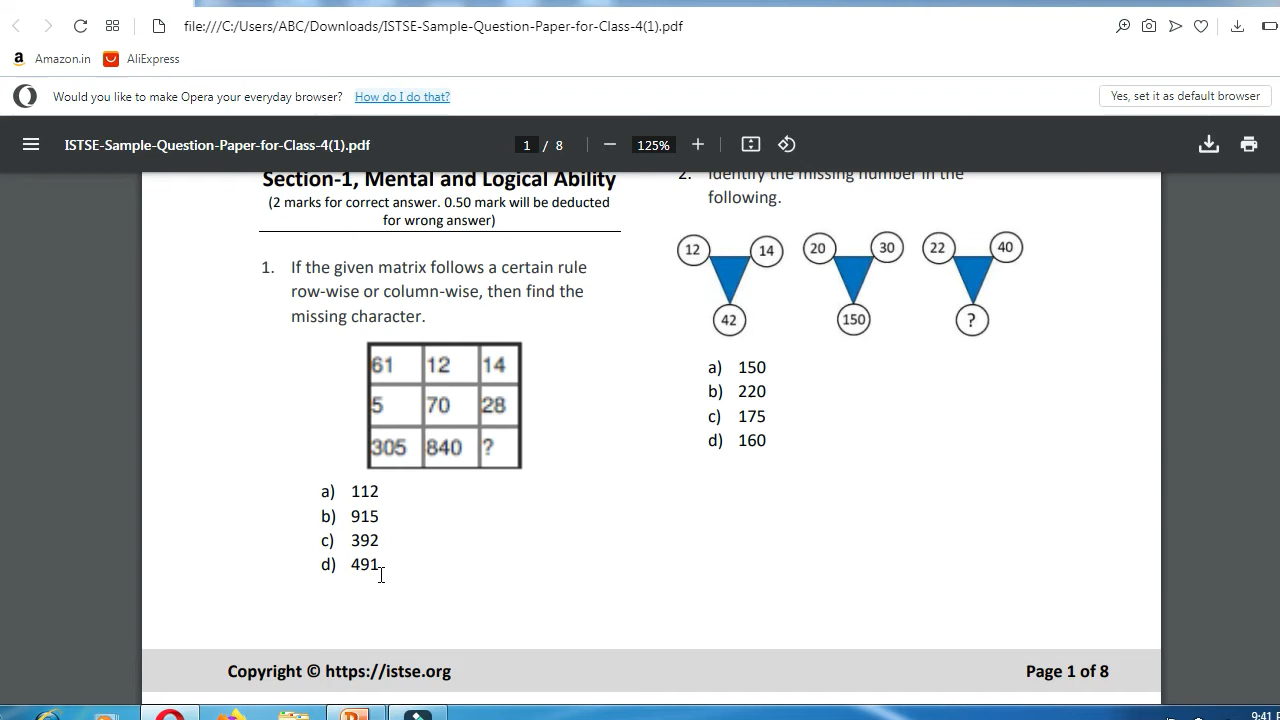 file:///C:/Users/ABC/Downloads/ISTSE-Sample-Question-Paper-for-Class-4(1).pdf
a Amazon.in AliExpress
Would you like to make Opera your everyday browser? How do I do that? Yes, set it as default browser
ISTSE-Sample-Question-Paper-for-Class-4(1).pdf 1 / 8 125%
Section-1, Mental and Logical Ability
(2 marks for correct answer. 0.50 mark will be deducted
for wrong answer)
1. If the given matrix follows a certain rule
row-wise or column-wise, then find the
missing character.
61 12 14
5 70 28
305 840 ?
a) 112
b) 915
c) 392
d) 491
2. Identify the missing number in the
following.
12 14 20 30 22 40
42 150 ?
a) 150
b) 220
c) 175
d) 160
Copyright © https://istse.org Page 1 of 8